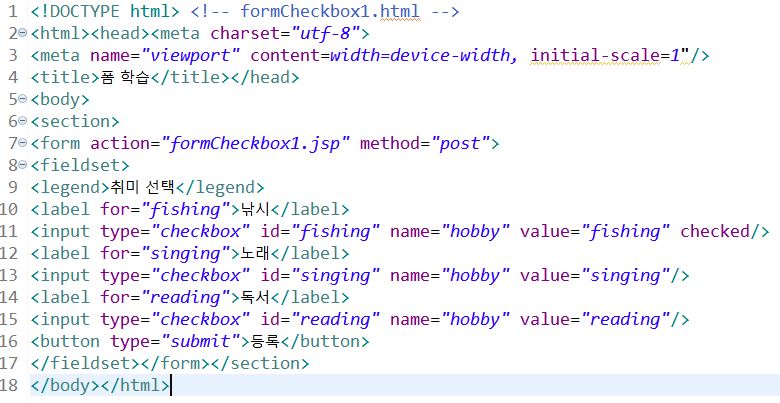 1 <!DOCTYPE html> <!-- formCheckbox1.html -->
2 <html><head><meta charset="utf-8">
3 <meta name="viewport" content=width=device-width, initial-scale=1"/>
4 <title>폼 학습</title></head>
5 <body>
6 <section>
7 <form action="formCheckbox1.jsp" method="post">
8 <fieldset>
9 <legend>취미 선택</legend>
10 <label for="fishing">낚시</label>
11 <input type="checkbox" id="fishing" name="hobby" value="fishing" checked/>
12 <label for="singing">노래</label>
13 <input type="checkbox" id="singing" name="hobby" value="singing"/>
14 <label for="reading">독서</label>
15 <input type="checkbox" id="reading" name="hobby" value="reading"/>
16 <button type="submit">등록</button>
17 </fieldset></form></section>
18 </body></html>